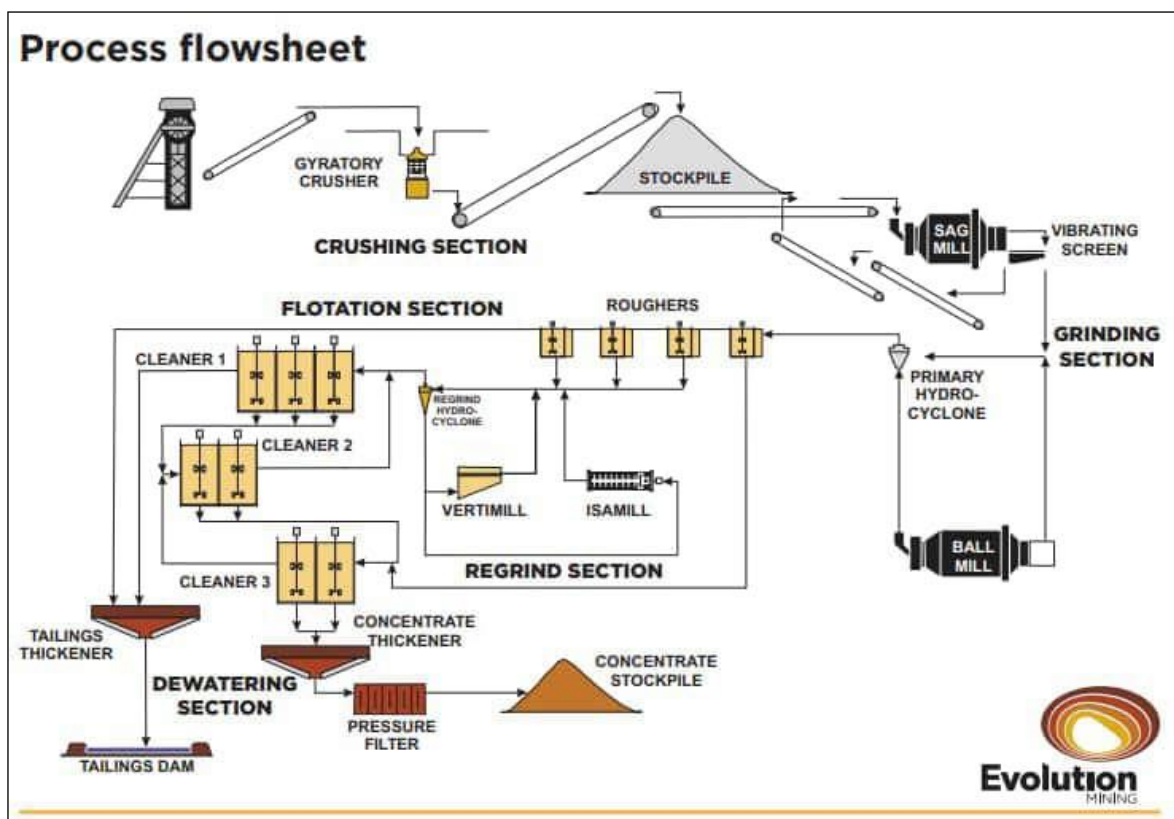 Process flowsheet
GYRATORY
CRUSHER
STOCKPILE
CRUSHING SECTION
SAG
MILL
VIBRATING
SCREEN
FLOTATION SECTION
ROUGHERS
GRINDING
SECTION
CLEANER 1
PRIMARY
HYDRO-
CYCLONE
REGRIND
HYDRO-
CYCLONE
CLEANER 2
VERTIMILL
ISAMILL
BALL
MILL
REGRIND SECTION
CLEANER 3
TAILINGS
THICKENER
CONCENTRATE
THICKENER
CONCENTRATE
STOCKPILE
DEWATERING
SECTION
PRESSURE
FILTER
TAILINGS DAM
Evolution
MINING